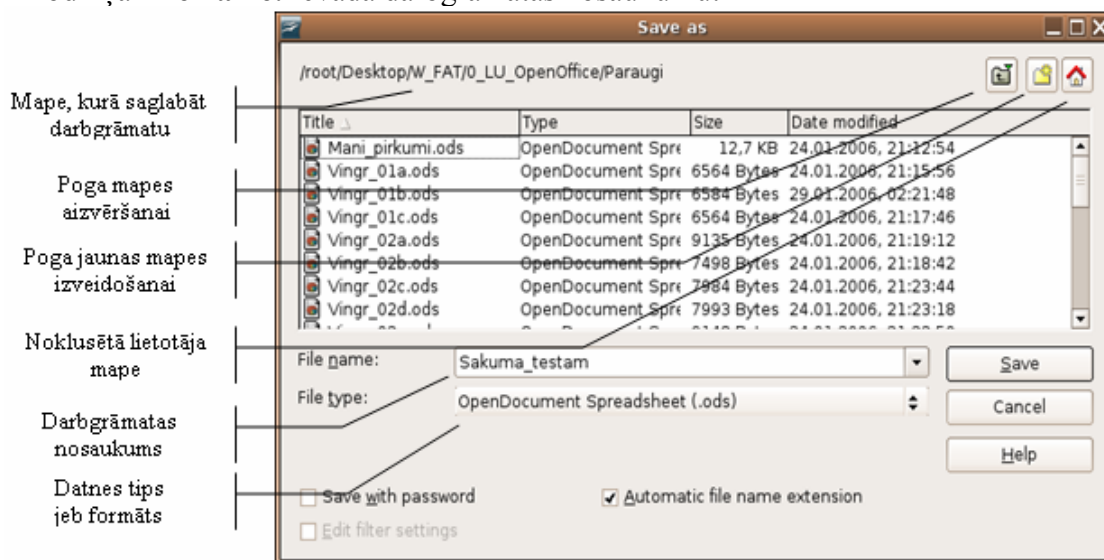 Save as
/root/Desktop/W_FAT/0_LU_OpenOffice/Paraugi
Mape, kurā saglabāt
darbgrāmatu
Poga mapes
aizvēršanai
Poga jaunas mapes
izveidošanai
Noklusētā lietotāja
mape
Darbgrāmatas
nosaukums
Datnes tips
jeb formāts
Title Type Size Date modified
Mani_pirkumi.ods OpenDocument Spre 12,7 KB 24.01.2006, 21:12:54
Vingr_01a.ods OpenDocument Spre 6564 Bytes 24.01.2006, 21:15:56
Vingr_01b.ods OpenDocument Spre 6584 Bytes 29.01.2006, 02:21:48
Vingr_01c.ods OpenDocument Spre 6564 Bytes 24.01.2006, 21:17:46
Vingr_02a.ods OpenDocument Spre 9135 Bytes 24.01.2006, 21:19:12
Vingr_02b.ods OpenDocument Spre 7498 Bytes 24.01.2006, 21:18:42
Vingr_02c.ods OpenDocument Spre 7984 Bytes 24.01.2006, 21:23:44
Vingr_02d.ods OpenDocument Spre 7993 Bytes 24.01.2006, 21:23:18
File name: Sakuma_testam Save
File type: OpenDocument Spreadsheet (.ods) Cancel
Help
Save with password Automatic file name extension
Edit filter settings